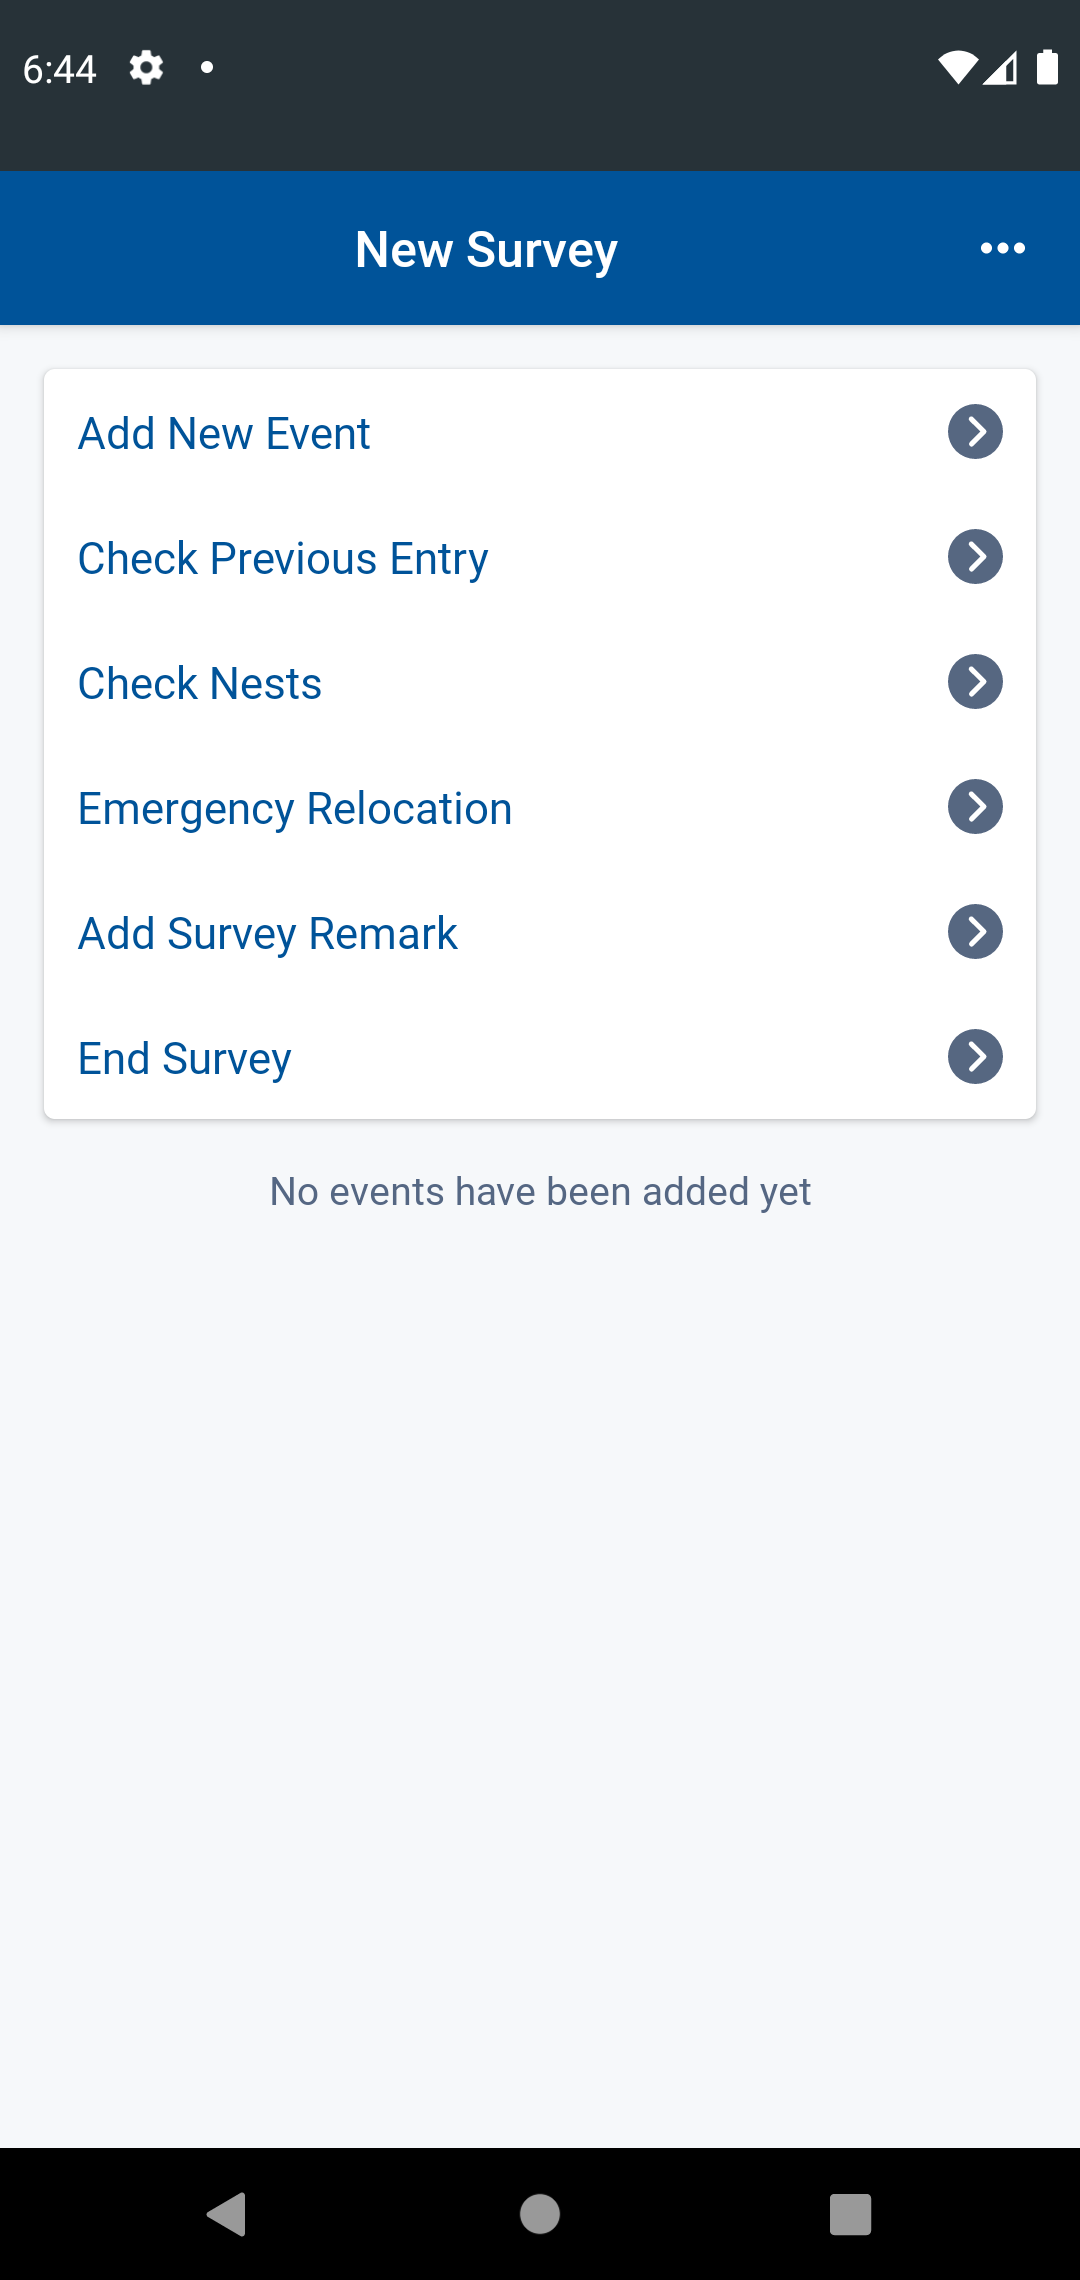 6:44
New Survey
Add New Event
Check Previous Entry
Check Nests
Emergency Relocation
Add Survey Remark
End Survey
No events have been added yet